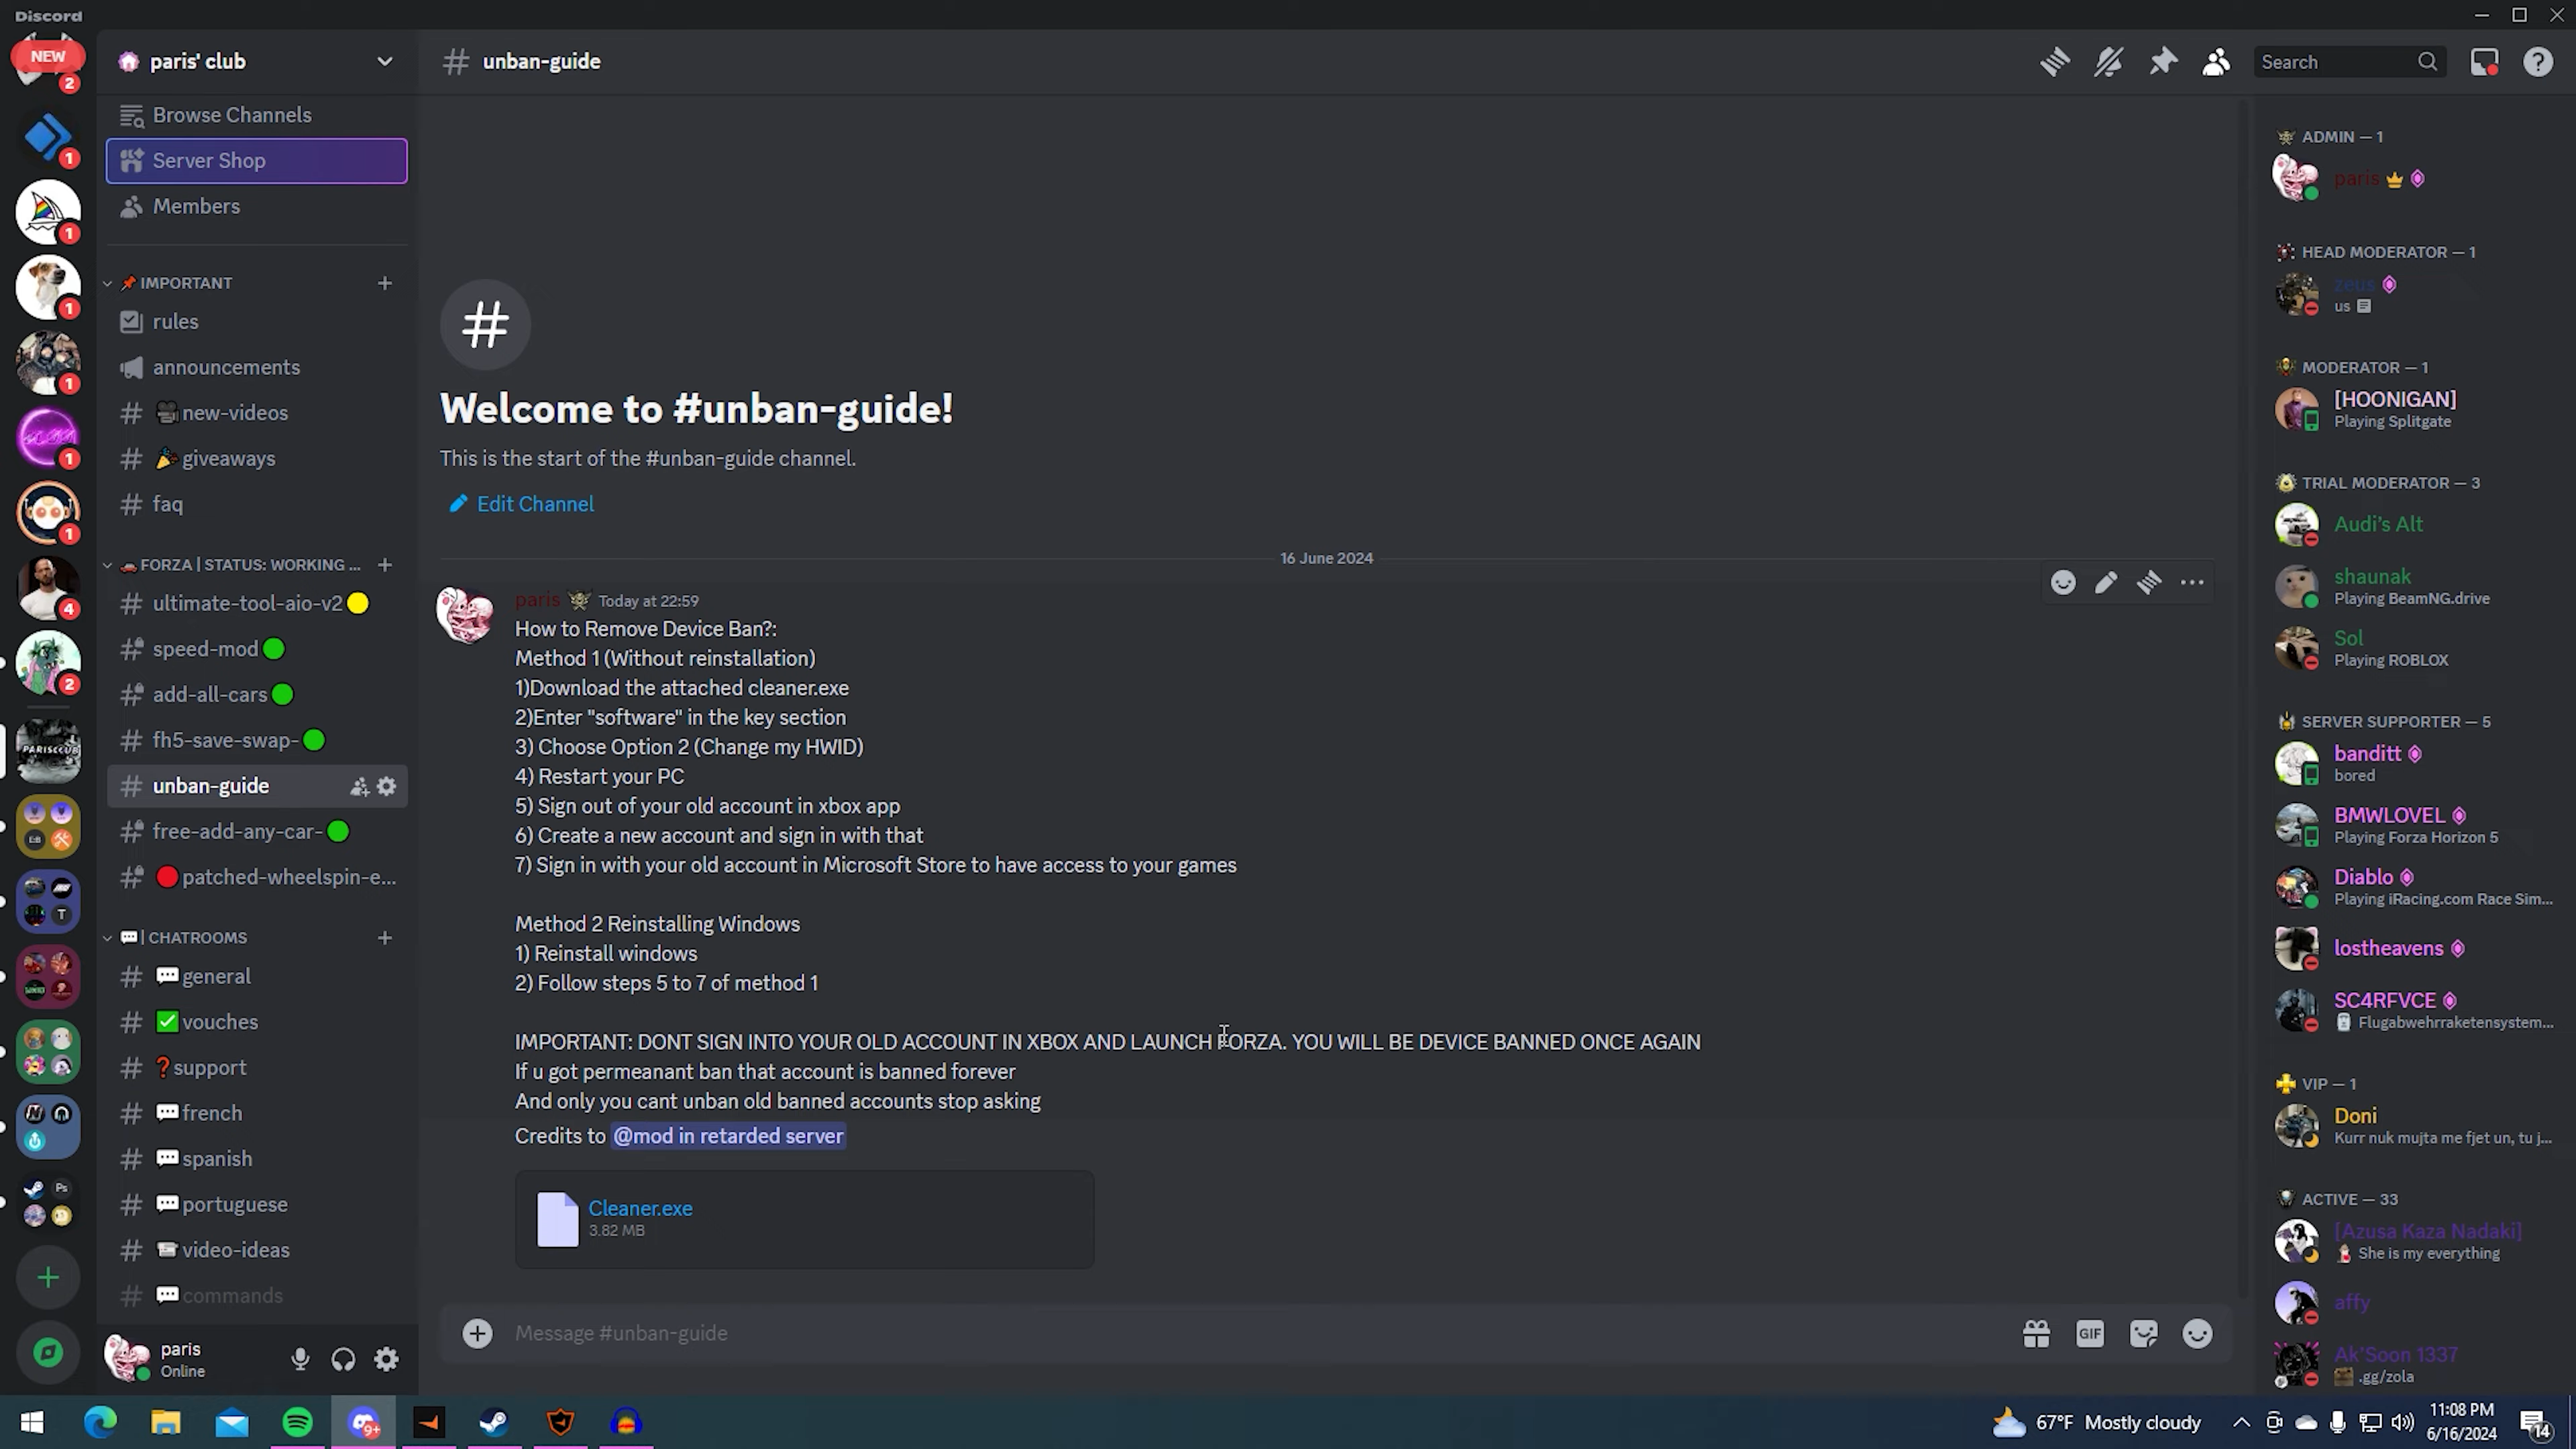 Discord
NEW
2
1
1
1
1
1
1
4
2
PARISCLUB
paris' club
Browse Channels
Server Shop
Members
IMPORTANT
rules
announcements
new-videos
giveaways
faq
FORZA | STATUS: WORKING ...
ultimate-tool-aio-v2
speed-mod
add-all-cars
fh5-save-swap-
unban-guide
free-add-any-car-
patched-wheelspin-e...
| CHATROOMS
general
vouches
support
french
spanish
portuguese
video-ideas
commands
paris
Online
unban-guide
Search
Welcome to #unban-guide!
This is the start of the #unban-guide channel.
Edit Channel
16 June 2024
paris Today at 22:59
How to Remove Device Ban?:
Method 1 (Without reinstallation)
1)Download the attached cleaner.exe
2)Enter "software" in the key section
3) Choose Option 2 (Change my HWID)
4) Restart your PC
5) Sign out of your old account in xbox app
6) Create a new account and sign in with that
7) Sign in with your old account in Microsoft Store to have access to your games
Method 2 Reinstalling Windows
1) Reinstall windows
2) Follow steps 5 to 7 of method 1
IMPORTANT: DONT SIGN INTO YOUR OLD ACCOUNT IN XBOX AND LAUNCH FORZA. YOU WILL BE DEVICE BANNED ONCE AGAIN
If u got permeanant ban that account is banned forever
And only you cant unban old banned accounts stop asking
Credits to @mod in retarded server
Cleaner.exe
3.82 MB
Message #unban-guide
GIF
ADMIN — 1
paris
HEAD MODERATOR — 1
zeus
us
MODERATOR — 1
[HOONIGAN]
Playing Splitgate
TRIAL MODERATOR — 3
Audi's Alt
shaunak
Playing BeamNG.drive
Sol
Playing ROBLOX
SERVER SUPPORTER — 5
banditt
bored
BMWLOVEL
Playing Forza Horizon 5
Diablo
Playing iRacing.com Race Sim...
lostheavens
SC4RFVCE
Flugabwehrraketensystem...
VIP — 1
Doni
Kurr nuk mujta me fjet un, tu j...
ACTIVE — 33
[Azusa Kaza Nadaki]
She is my everything
affy
Ak'Soon 1337
.gg/zola
9+
67°F Mostly cloudy
11:08 PM
6/16/2024
14